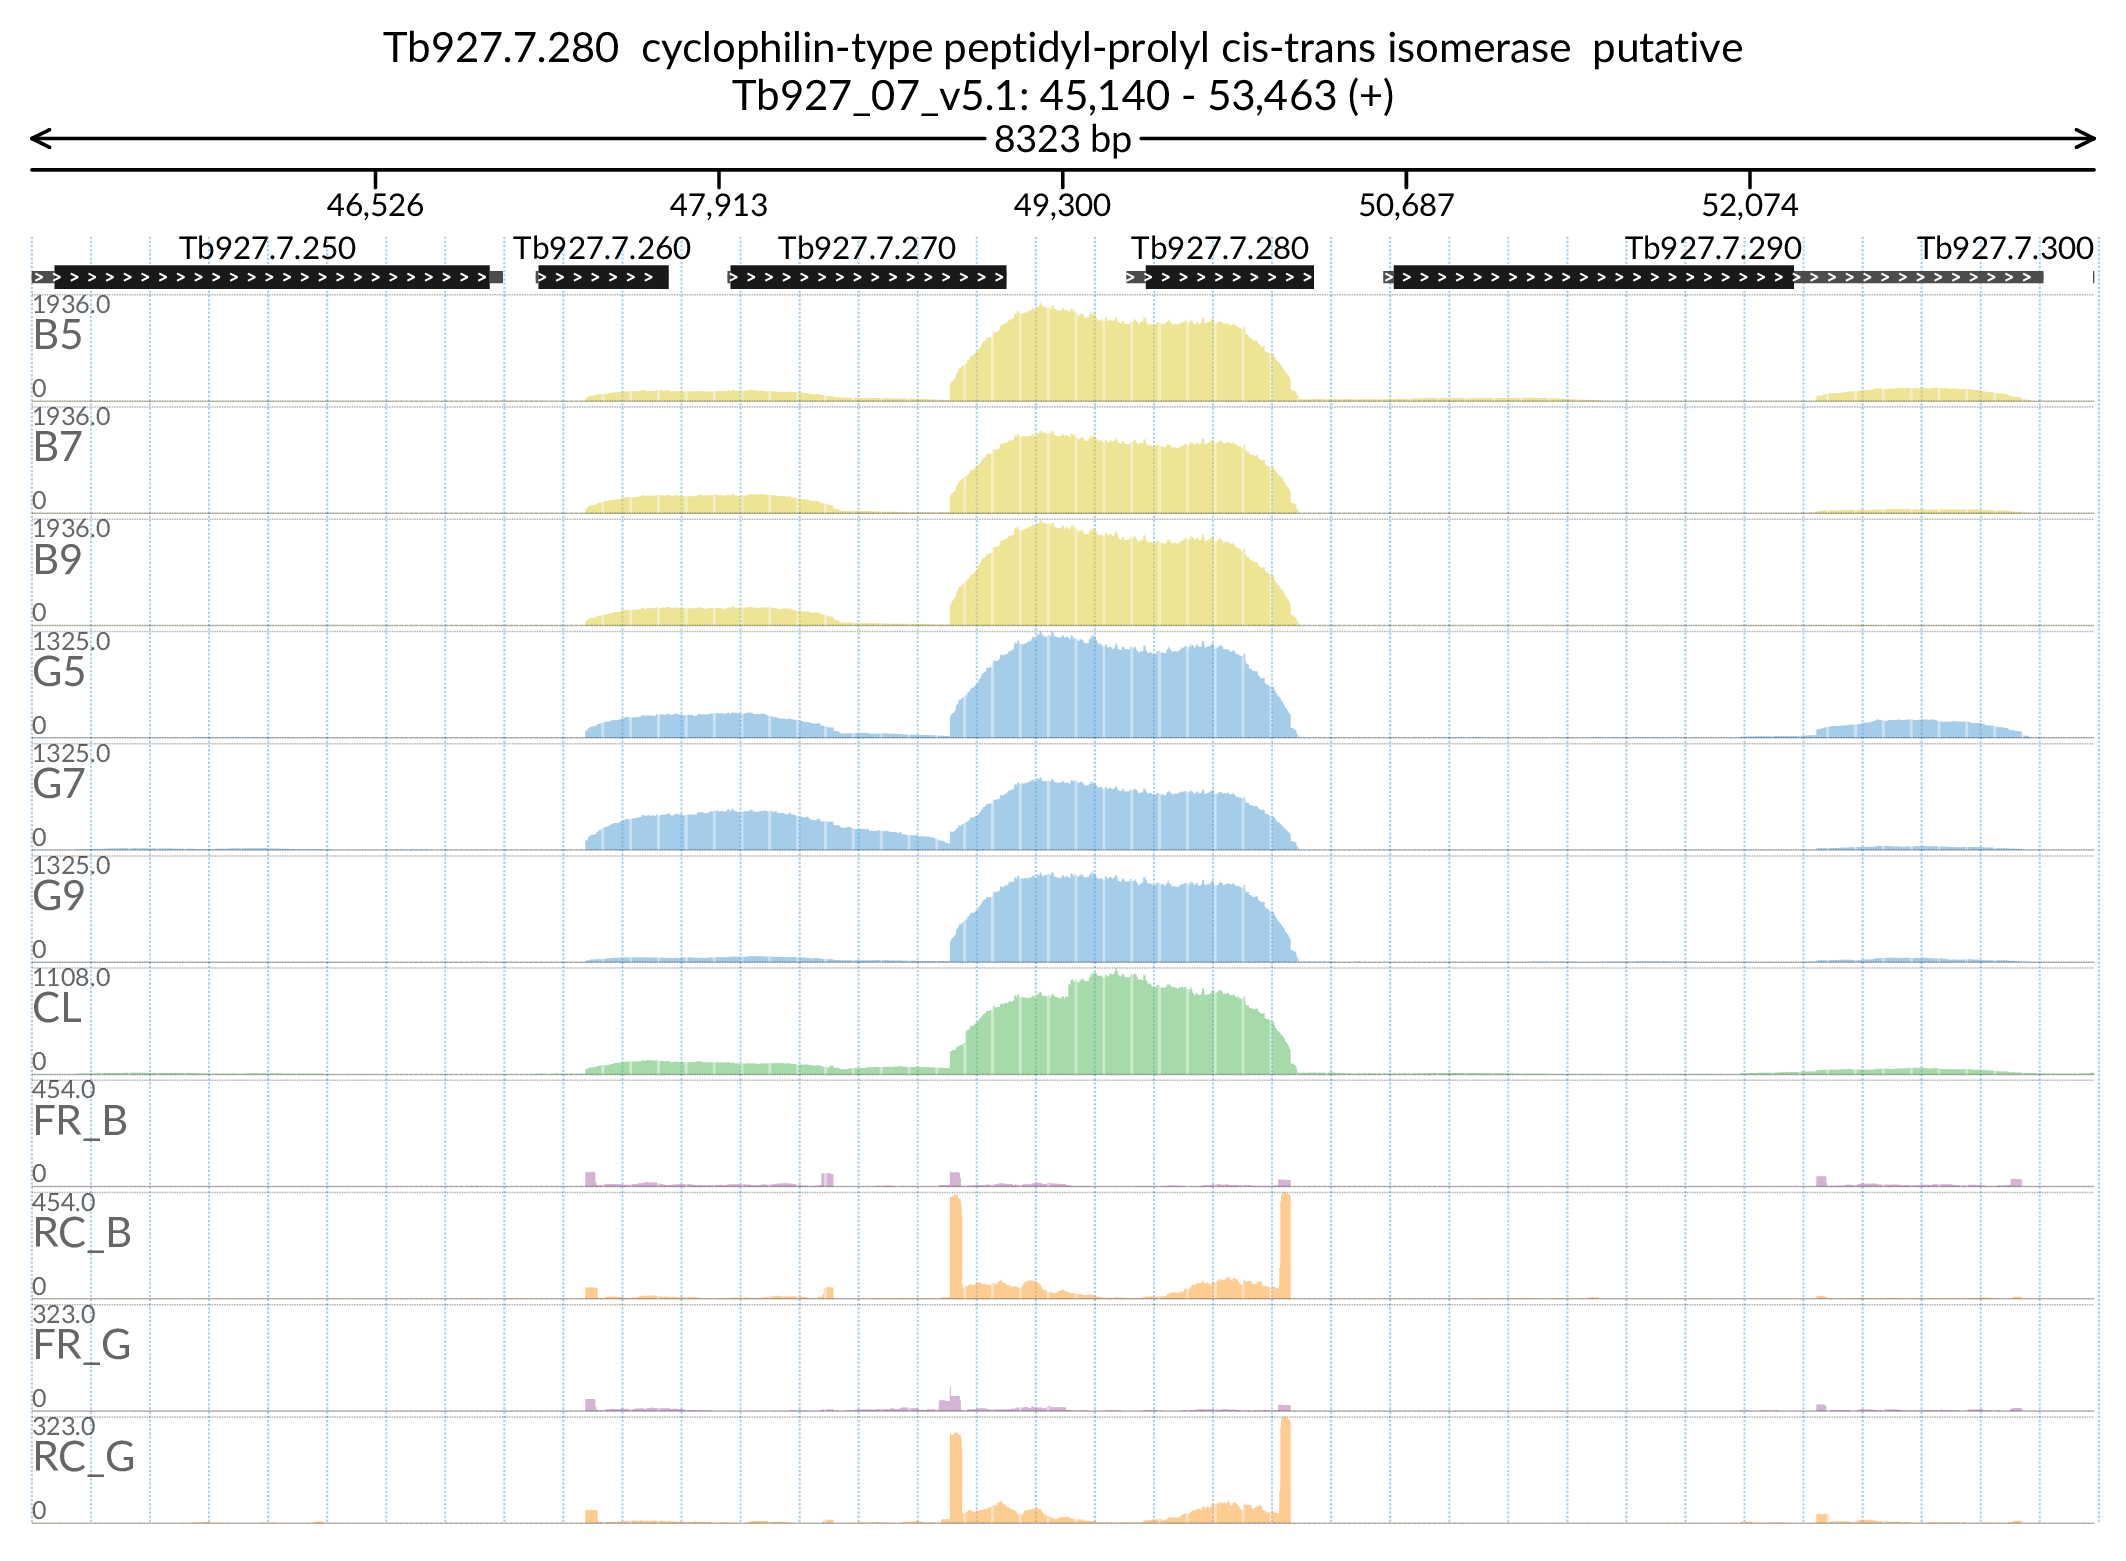 Tb927.7.280 cyclophilin-type peptidyl-prolyl cis-trans isomerase putative
Tb927_07_v5.1: 45,140 - 53,463 (+)
8323 bp
46,526 47,913 49,300 50,687 52,074
Tb927.7.250 Tb927.7.260 Tb927.7.270 Tb927.7.280 Tb927.7.290 Tb927.7.300
1936.0
B5
0
1936.0
B7
0
1936.0
B9
0
1325.0
G5
0
1325.0
G7
0
1325.0
G9
0
1108.0
CL
0
454.0
FR_B
0
454.0
RC_B
0
323.0
FR_G
0
323.0
RC_G
0